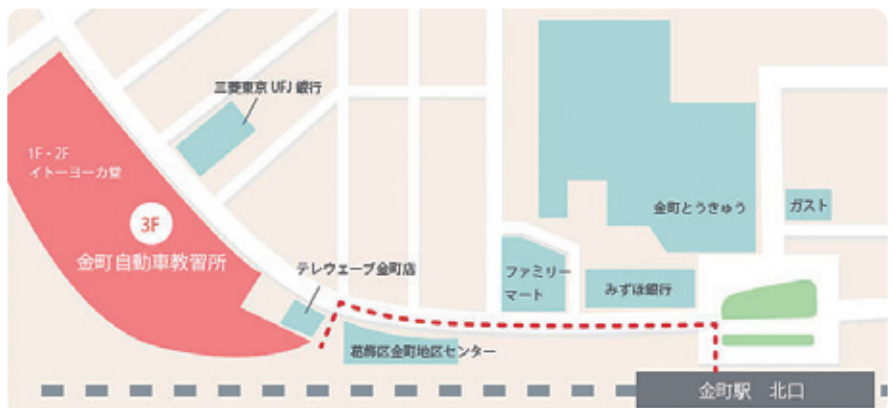 三菱東京UFJ銀行
1F・2F
イトーヨーカ堂
3F
金町自動車教習所
テレウェーブ金町店
葛飾区金町地区センター
ファミリー
マート
みずほ銀行
金町とうきゅう
ガスト
金町駅 北口